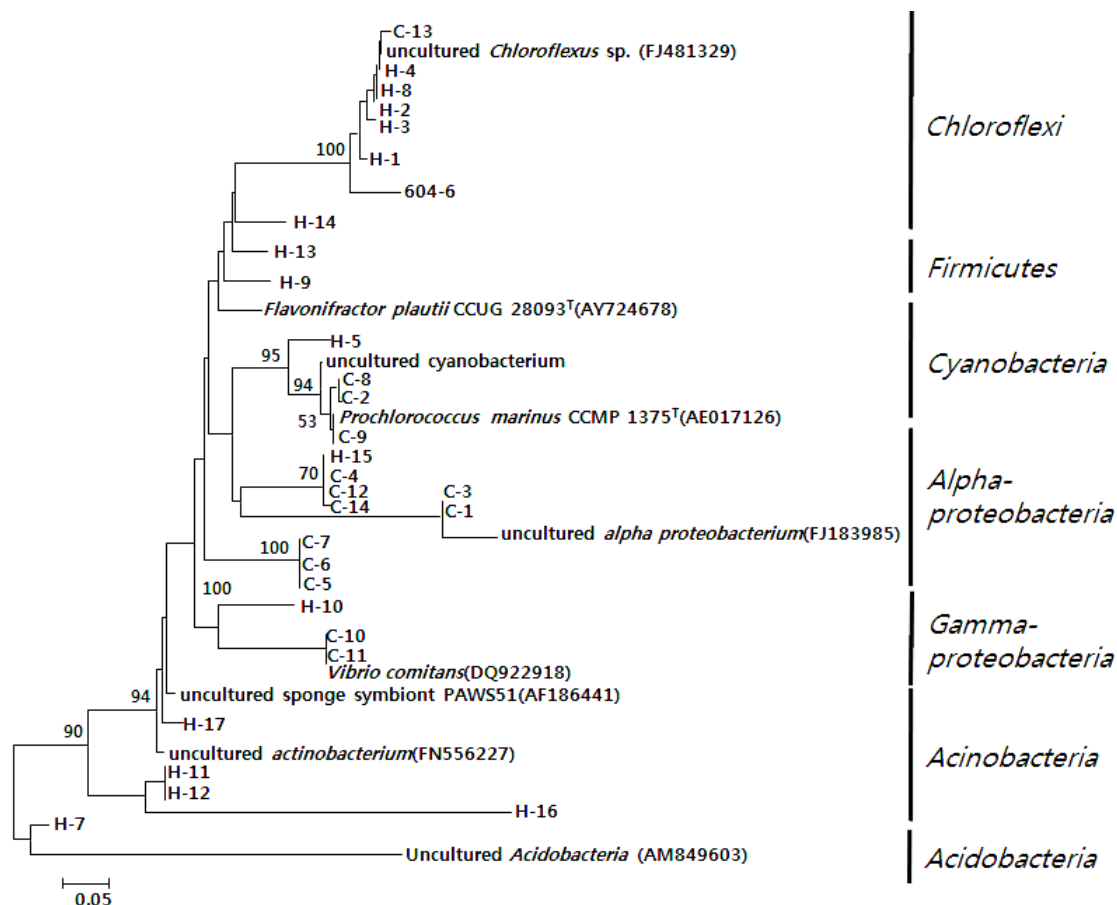 C-13
uncultured Chloroflexus sp. (FJ481329)
H-4
H-8
H-2
H-3
Chloroflexi
100
H-1
604-6
H-14
H-13
Firmicutes
H-9
Flavonifractor plautii CCUG 28093ᵀ(AY724678)
H-5
95
uncultured cyanobacterium
Cyanobacteria
C-8
94
C-2
Prochlorococcus marinus CCMP 1375ᵀ(AE017126)
53
C-9
H-15
70
C-4
C-12
C-14
C-3
C-1
Alpha-
proteobacteria
uncultured alpha proteobacterium(FJ183985)
C-7
100
C-6
C-5
100
H-10
Gamma-
proteobacteria
C-10
C-11
Vibrio comitans(DQ922918)
uncultured sponge symbiont PAWS51(AF186441)
94
H-17
90
uncultured actinobacterium(FN556227)
Acinobacteria
H-11
H-12
H-16
H-7
Uncultured Acidobacteria (AM849603)
Acidobacteria
0.05